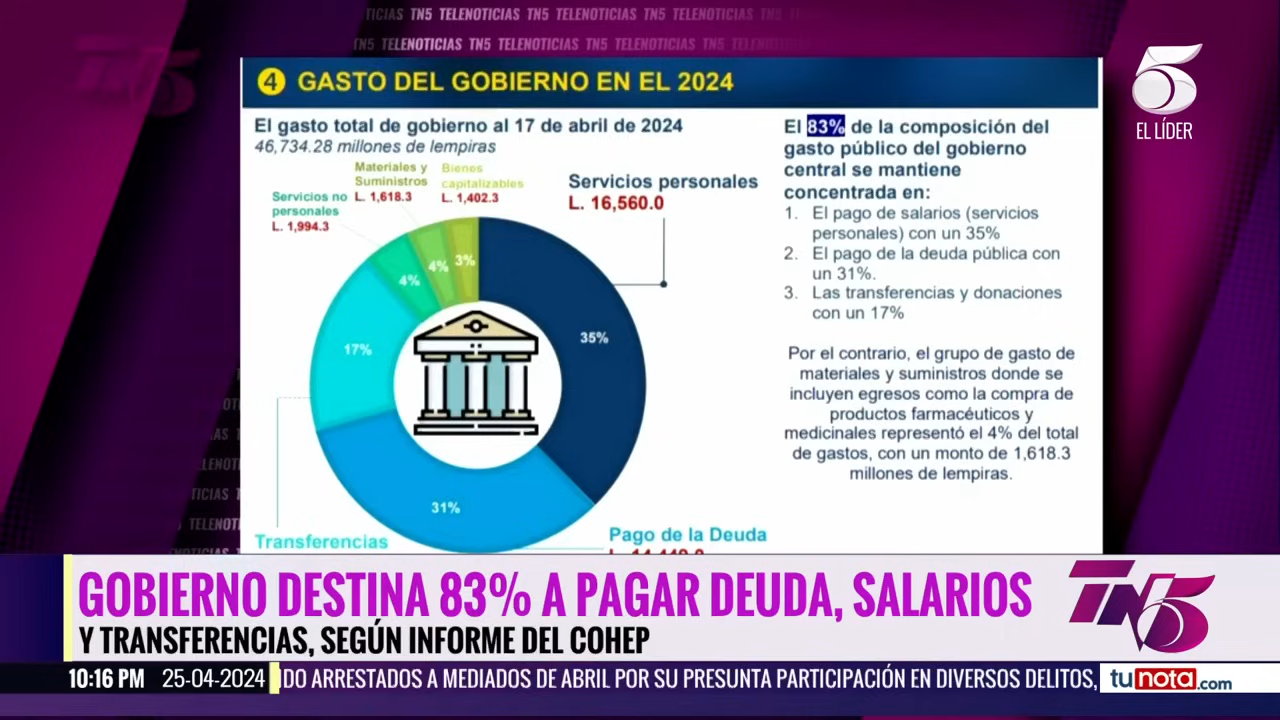 TICIAS TN5 TELENOTICIAS TN5 TELENOTICIAS TN5 TELENOTICIAS
TN5 TELENOTICIAS TN5 TELENOTICIAS TN5 TELENOTICIAS
TN5
5
EL LÍDER
4 GASTO DEL GOBIERNO EN EL 2024
El gasto total de gobierno al 17 de abril de 2024
46,734.28 millones de lempiras
Materiales y
Suministros
L. 1,618.3
Bienes
capitalizables
L. 1,402.3
Servicios no
personales
L. 1,994.3
Servicios personales
L. 16,560.0
3%
4%
4%
35%
17%
31%
Transferencias
Pago de la Deuda
El 83% de la composición del
gasto público del gobierno
central se mantiene
concentrada en:
1. El pago de salarios (servicios
personales) con un 35%
2. El pago de la deuda pública con
un 31%.
3. Las transferencias y donaciones
con un 17%
Por el contrario, el grupo de gasto de
materiales y suministros donde se
incluyen egresos como la compra de
productos farmacéuticos y
medicinales representó el 4% del total
de gastos, con un monto de 1,618.3
millones de lempiras.
GOBIERNO DESTINA 83% A PAGAR DEUDA, SALARIOS
Y TRANSFERENCIAS, SEGÚN INFORME DEL COHEP
TN5
10:16 PM 25-04-2024 DO ARRESTADOS A MEDIADOS DE ABRIL POR SU PRESUNTA PARTICIPACIÓN EN DIVERSOS DELITOS,
tunota.com